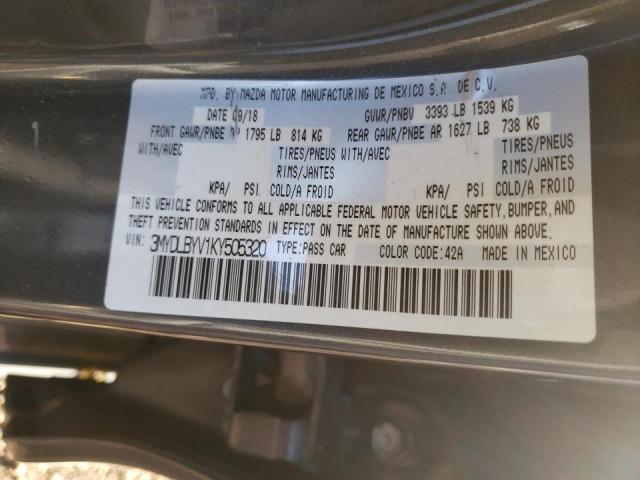 MFD. BY MAZDA MOTOR MANUFACTURING DE MEXICO S.A. DE C.V.
DATE 09/18 GVWR/PNBV 3393 LB 1539 KG
FRONT GAWR/PNBE AV 1795 LB 814 KG REAR GAWR/PNBE AR 1627 LB 738 KG
WITH/AVEC TIRES/PNEUS WITH/AVEC TIRES/PNEUS
RIMS/JANTES RIMS/JANTES
KPA/ PSI COLD/A FROID KPA/ PSI COLD/A FROID
THIS VEHICLE CONFORMS TO ALL APPLICABLE FEDERAL MOTOR VEHICLE SAFETY, BUMPER, AND
THEFT PREVENTION STANDARDS IN EFFECT ON THE DATE OF MANUFACTURE SHOWN ABOVE.
VIN: 3MYDLBYV1KY505320 TYPE:PASS CAR COLOR CODE:42A MADE IN MEXICO